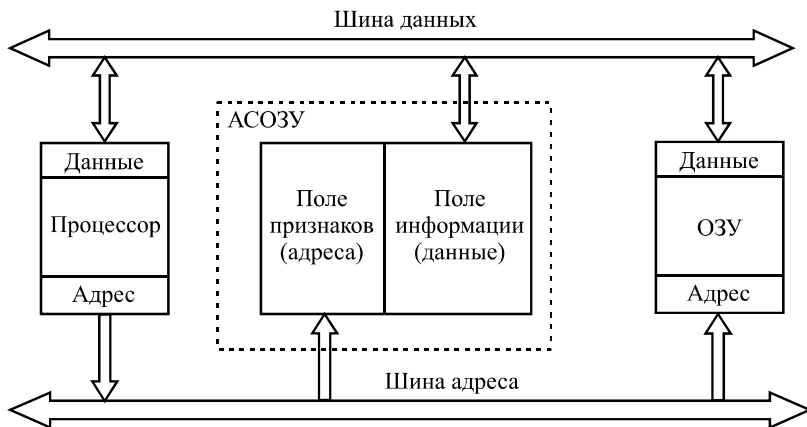 Шина данных
АСОЗУ
Данные
Процессор
Адрес
Поле
признаков
(адреса)
Поле
информации
(данные)
Данные
ОЗУ
Адрес
Шина адреса